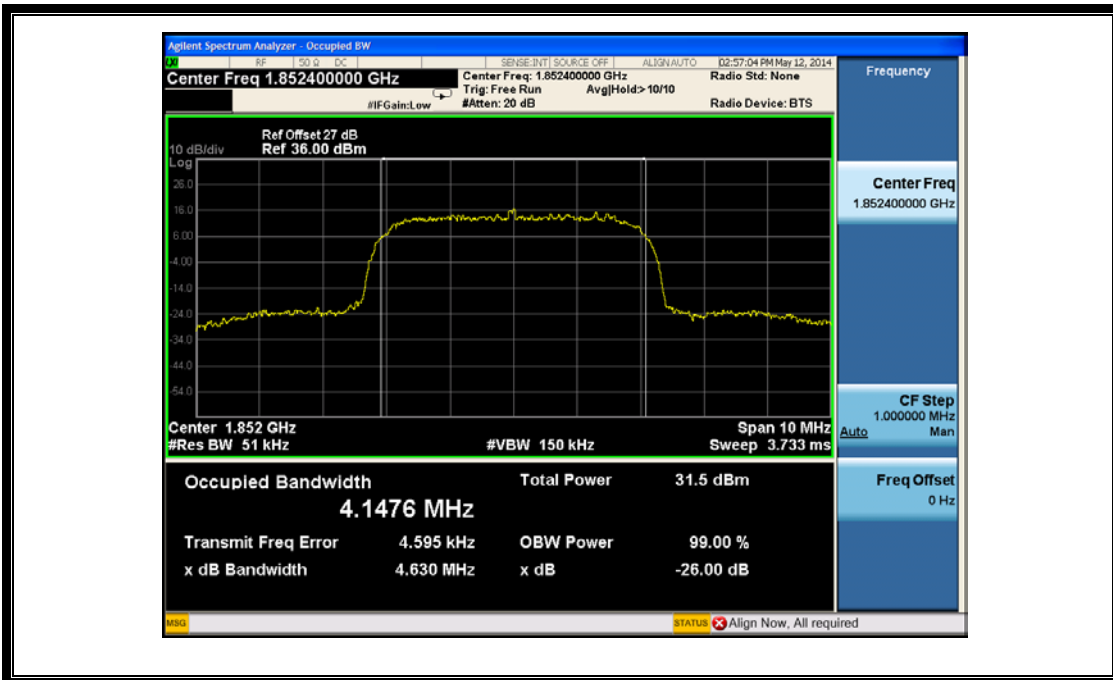 Agilent Spectrum Analyzer - Occupied BW
LXI RF 50 Ω DC SENSE:INT SOURCE OFF ALIGNAUTO 02:57:04 PM May 12, 2014
Center Freq 1.852400000 GHz
Center Freq: 1.852400000 GHz
Radio Std: None
Trig: Free Run Avg|Hold:> 10/10
#IFGain:Low
#Atten: 20 dB
Radio Device: BTS
Ref Offset 27 dB
10 dB/div Ref 36.00 dBm
Log
26.0
16.0
6.00
-4.00
-14.0
-24.0
-34.0
-44.0
-54.0
Center 1.852 GHz Span 10 MHz
#Res BW 51 kHz #VBW 150 kHz Sweep 3.733 ms
Occupied Bandwidth Total Power 31.5 dBm
4.1476 MHz
Transmit Freq Error 4.595 kHz OBW Power 99.00 %
x dB Bandwidth 4.630 MHz x dB -26.00 dB
Frequency
Center Freq
1.852400000 GHz
CF Step
1.000000 MHz
Auto Man
Freq Offset
0 Hz
MSG STATUS Align Now, All required